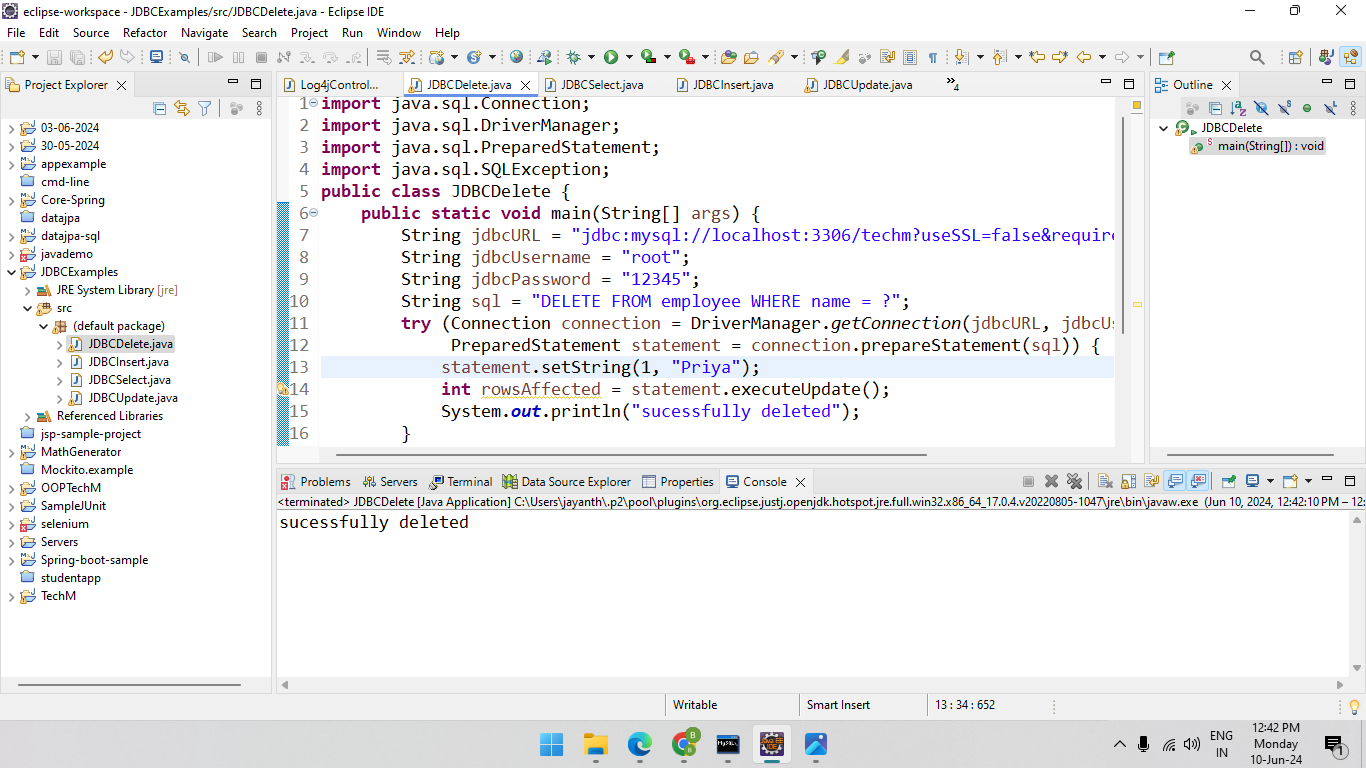 eclipse-workspace - JDBCExamples/src/JDBCDelete.java - Eclipse IDE
File Edit Source Refactor Navigate Search Project Run Window Help
Project Explorer
03-06-2024
30-05-2024
appexample
cmd-line
Core-Spring
datajpa
datajpa-sql
javademo
JDBCExamples
JRE System Library [jre]
src
(default package)
JDBCDelete.java
JDBCInsert.java
JDBCSelect.java
JDBCUpdate.java
Referenced Libraries
jsp-sample-project
MathGenerator
Mockito.example
OOPTechM
SampleJUnit
selenium
Servers
Spring-boot-sample
studentapp
TechM
Log4jControl... JDBCDelete.java JDBCSelect.java JDBCInsert.java JDBCUpdate.java »4
1 import java.sql.Connection;
2 import java.sql.DriverManager;
3 import java.sql.PreparedStatement;
4 import java.sql.SQLException;
5 public class JDBCDelete {
6 public static void main(String[] args) {
7 String jdbcURL = "jdbc:mysql://localhost:3306/techm?useSSL=false&require
8 String jdbcUsername = "root";
9 String jdbcPassword = "12345";
10 String sql = "DELETE FROM employee WHERE name = ?";
11 try (Connection connection = DriverManager.getConnection(jdbcURL, jdbcUs
12 PreparedStatement statement = connection.prepareStatement(sql)) {
13 statement.setString(1, "Priya");
14 int rowsAffected = statement.executeUpdate();
15 System.out.println("sucessfully deleted");
16 }
Outline
JDBCDelete
main(String[]) : void
Problems Servers Terminal Data Source Explorer Properties Console
<terminated> JDBCDelete [Java Application] C:\Users\jayanth\.p2\pool\plugins\org.eclipse.justj.openjdk.hotspot.jre.full.win32.x86_64_17.0.4.v20220805-1047\jre\bin\javaw.exe (Jun 10, 2024, 12:42:10 PM – 12:
sucessfully deleted
Writable Smart Insert 13 : 34 : 652
ENG
IN
12:42 PM
Monday
10-Jun-24
1